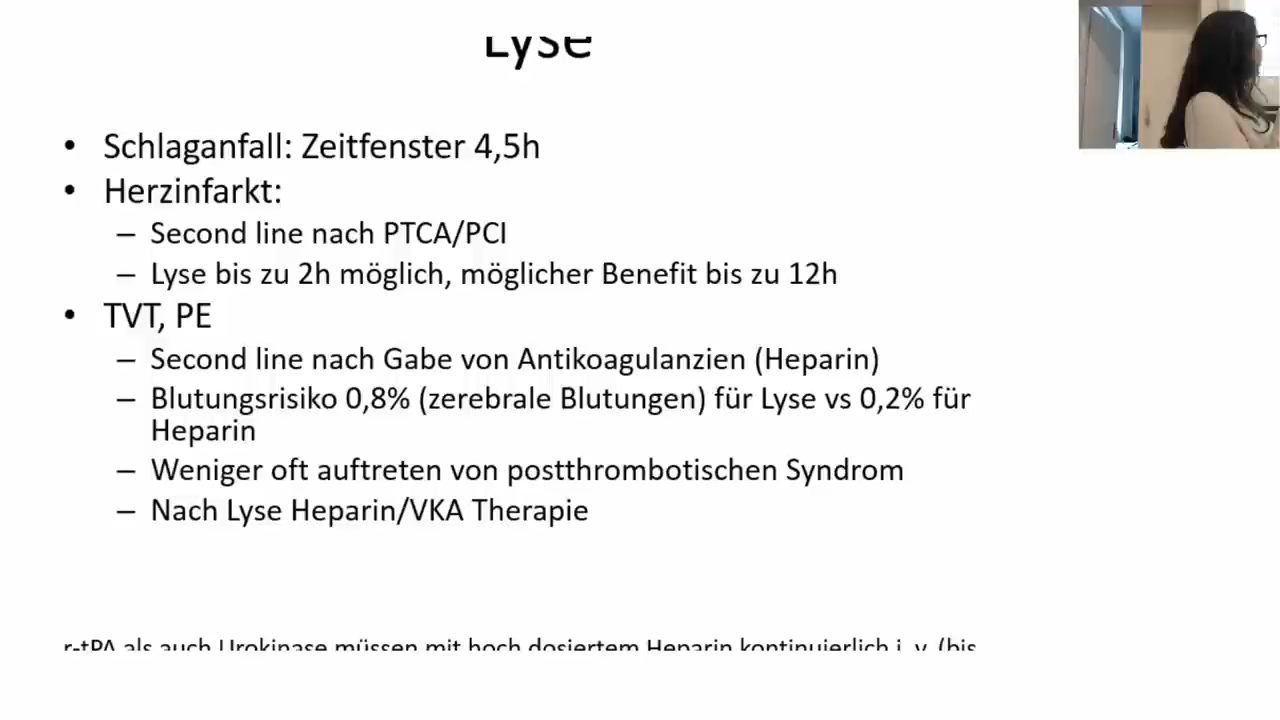 Lyse
• Schlaganfall: Zeitfenster 4,5h
• Herzinfarkt:
– Second line nach PTCA/PCI
– Lyse bis zu 2h möglich, möglicher Benefit bis zu 12h
• TVT, PE
– Second line nach Gabe von Antikoagulanzien (Heparin)
– Blutungsrisiko 0,8% (zerebrale Blutungen) für Lyse vs 0,2% für
Heparin
– Weniger oft auftreten von postthrombotischen Syndrom
– Nach Lyse Heparin/VKA Therapie
r-tPA als auch Urokinase müssen mit hoch dosiertem Heparin kontinuierlich i. v. (bis